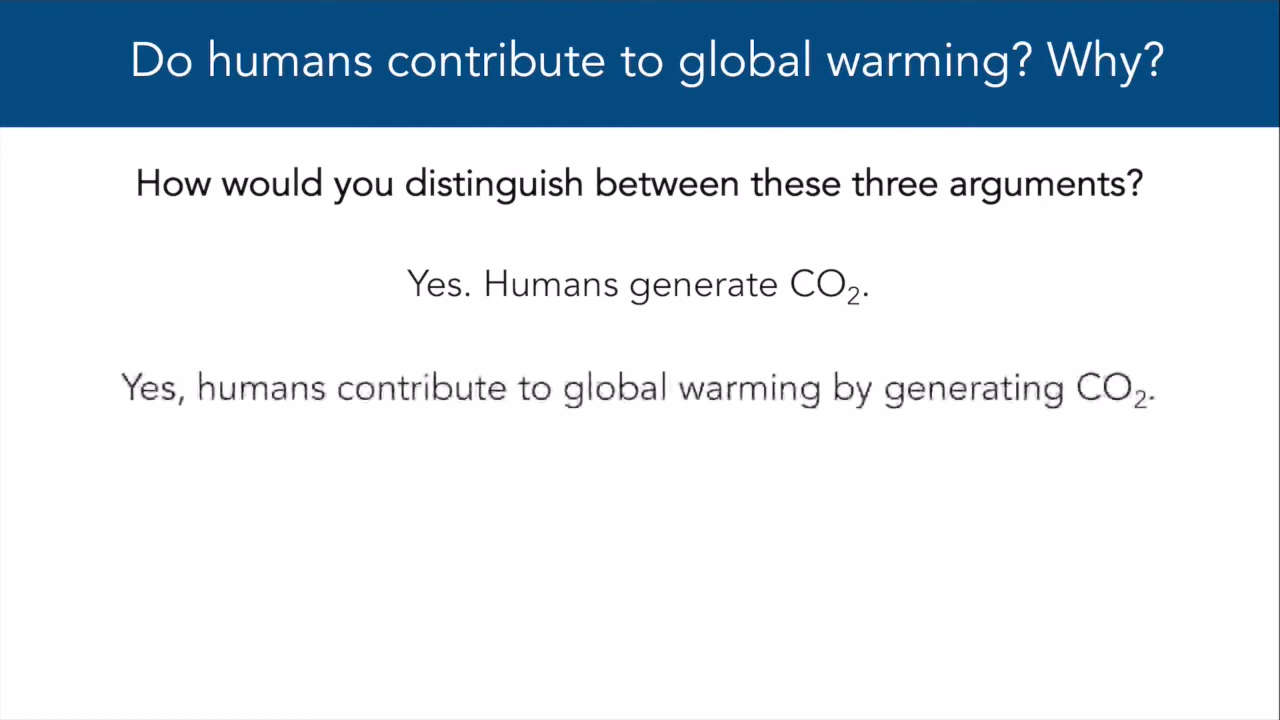 Do humans contribute to global warming? Why?
How would you distinguish between these three arguments?
Yes. Humans generate CO₂.
Yes, humans contribute to global warming by generating CO₂.